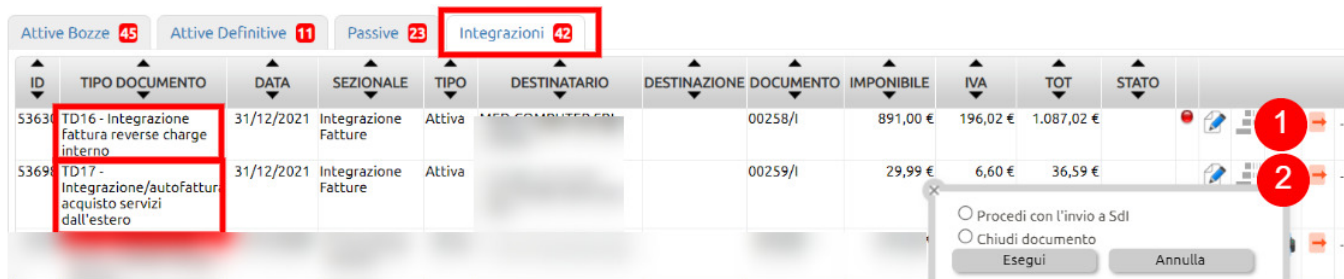 Attive Bozze 45 Attive Definitive 11 Passive 23 Integrazioni 42
ID TIPO DOCUMENTO DATA SEZIONALE TIPO DESTINATARIO DESTINAZIONE DOCUMENTO IMPONIBILE IVA TOT STATO
53630 TD16 - Integrazione 31/12/2021 Integrazione Attiva 00258/I 891,00 € 196,02 € 1.087,02 € 1
fattura reverse charge Fatture
interno
53698 TD17 - 31/12/2021 Integrazione Attiva 00259/I 29,99 € 6,60 € 36,59 € 2
Integrazione/autofattura Fatture
acquisto servizi
dall'estero
Procedi con l'invio a SdI
Chiudi documento
Esegui Annulla